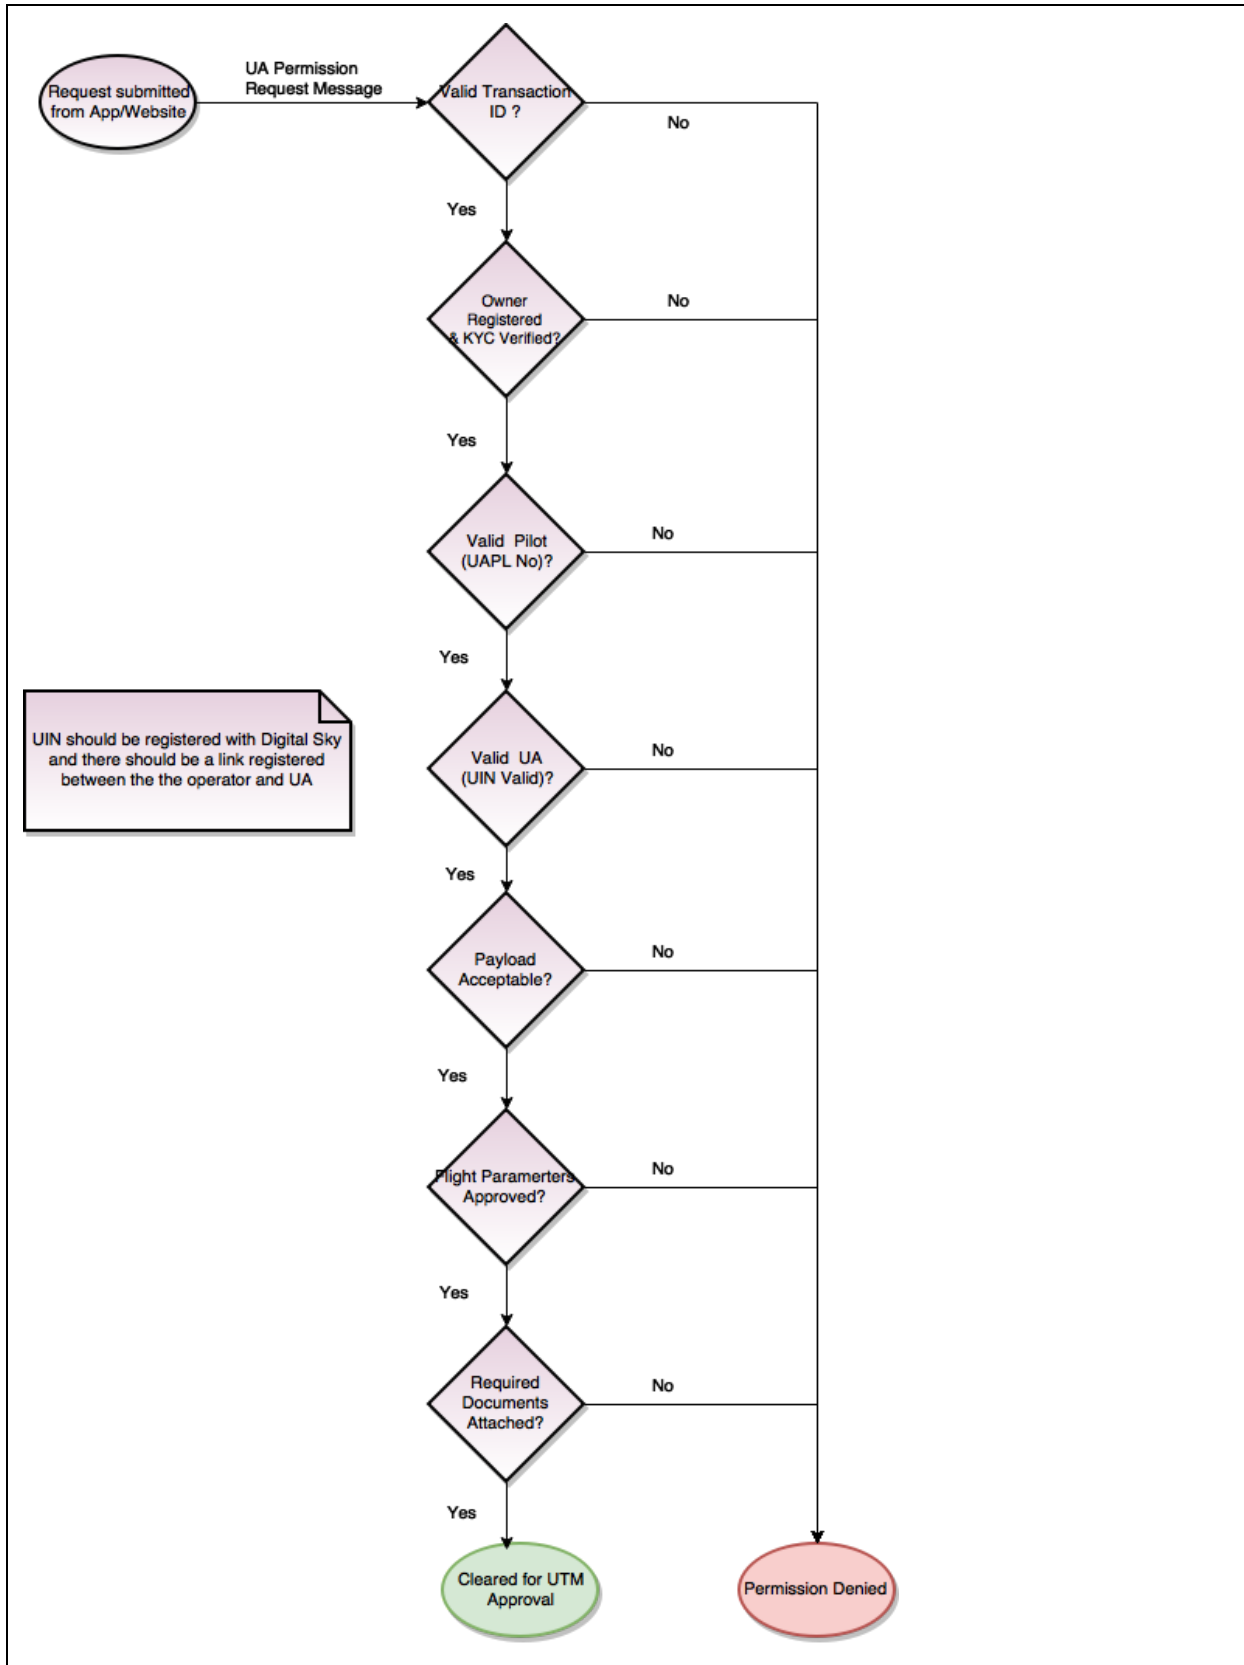 Request submitted
from App/Website
UA Permission
Request Message
Valid Transaction
ID ?
No
Yes
Owner
Registered
& KYC Verified?
No
Yes
Valid Pilot
(UAPL No)?
No
Yes
UIN should be registered with Digital Sky
and there should be a link registered
between the the operator and UA
Valid UA
(UIN Valid)?
No
Yes
Payload
Acceptable?
No
Yes
Flight Paramerters
Approved?
No
Yes
Required
Documents
Attached?
No
Yes
Cleared for UTM
Approval
Permission Denied